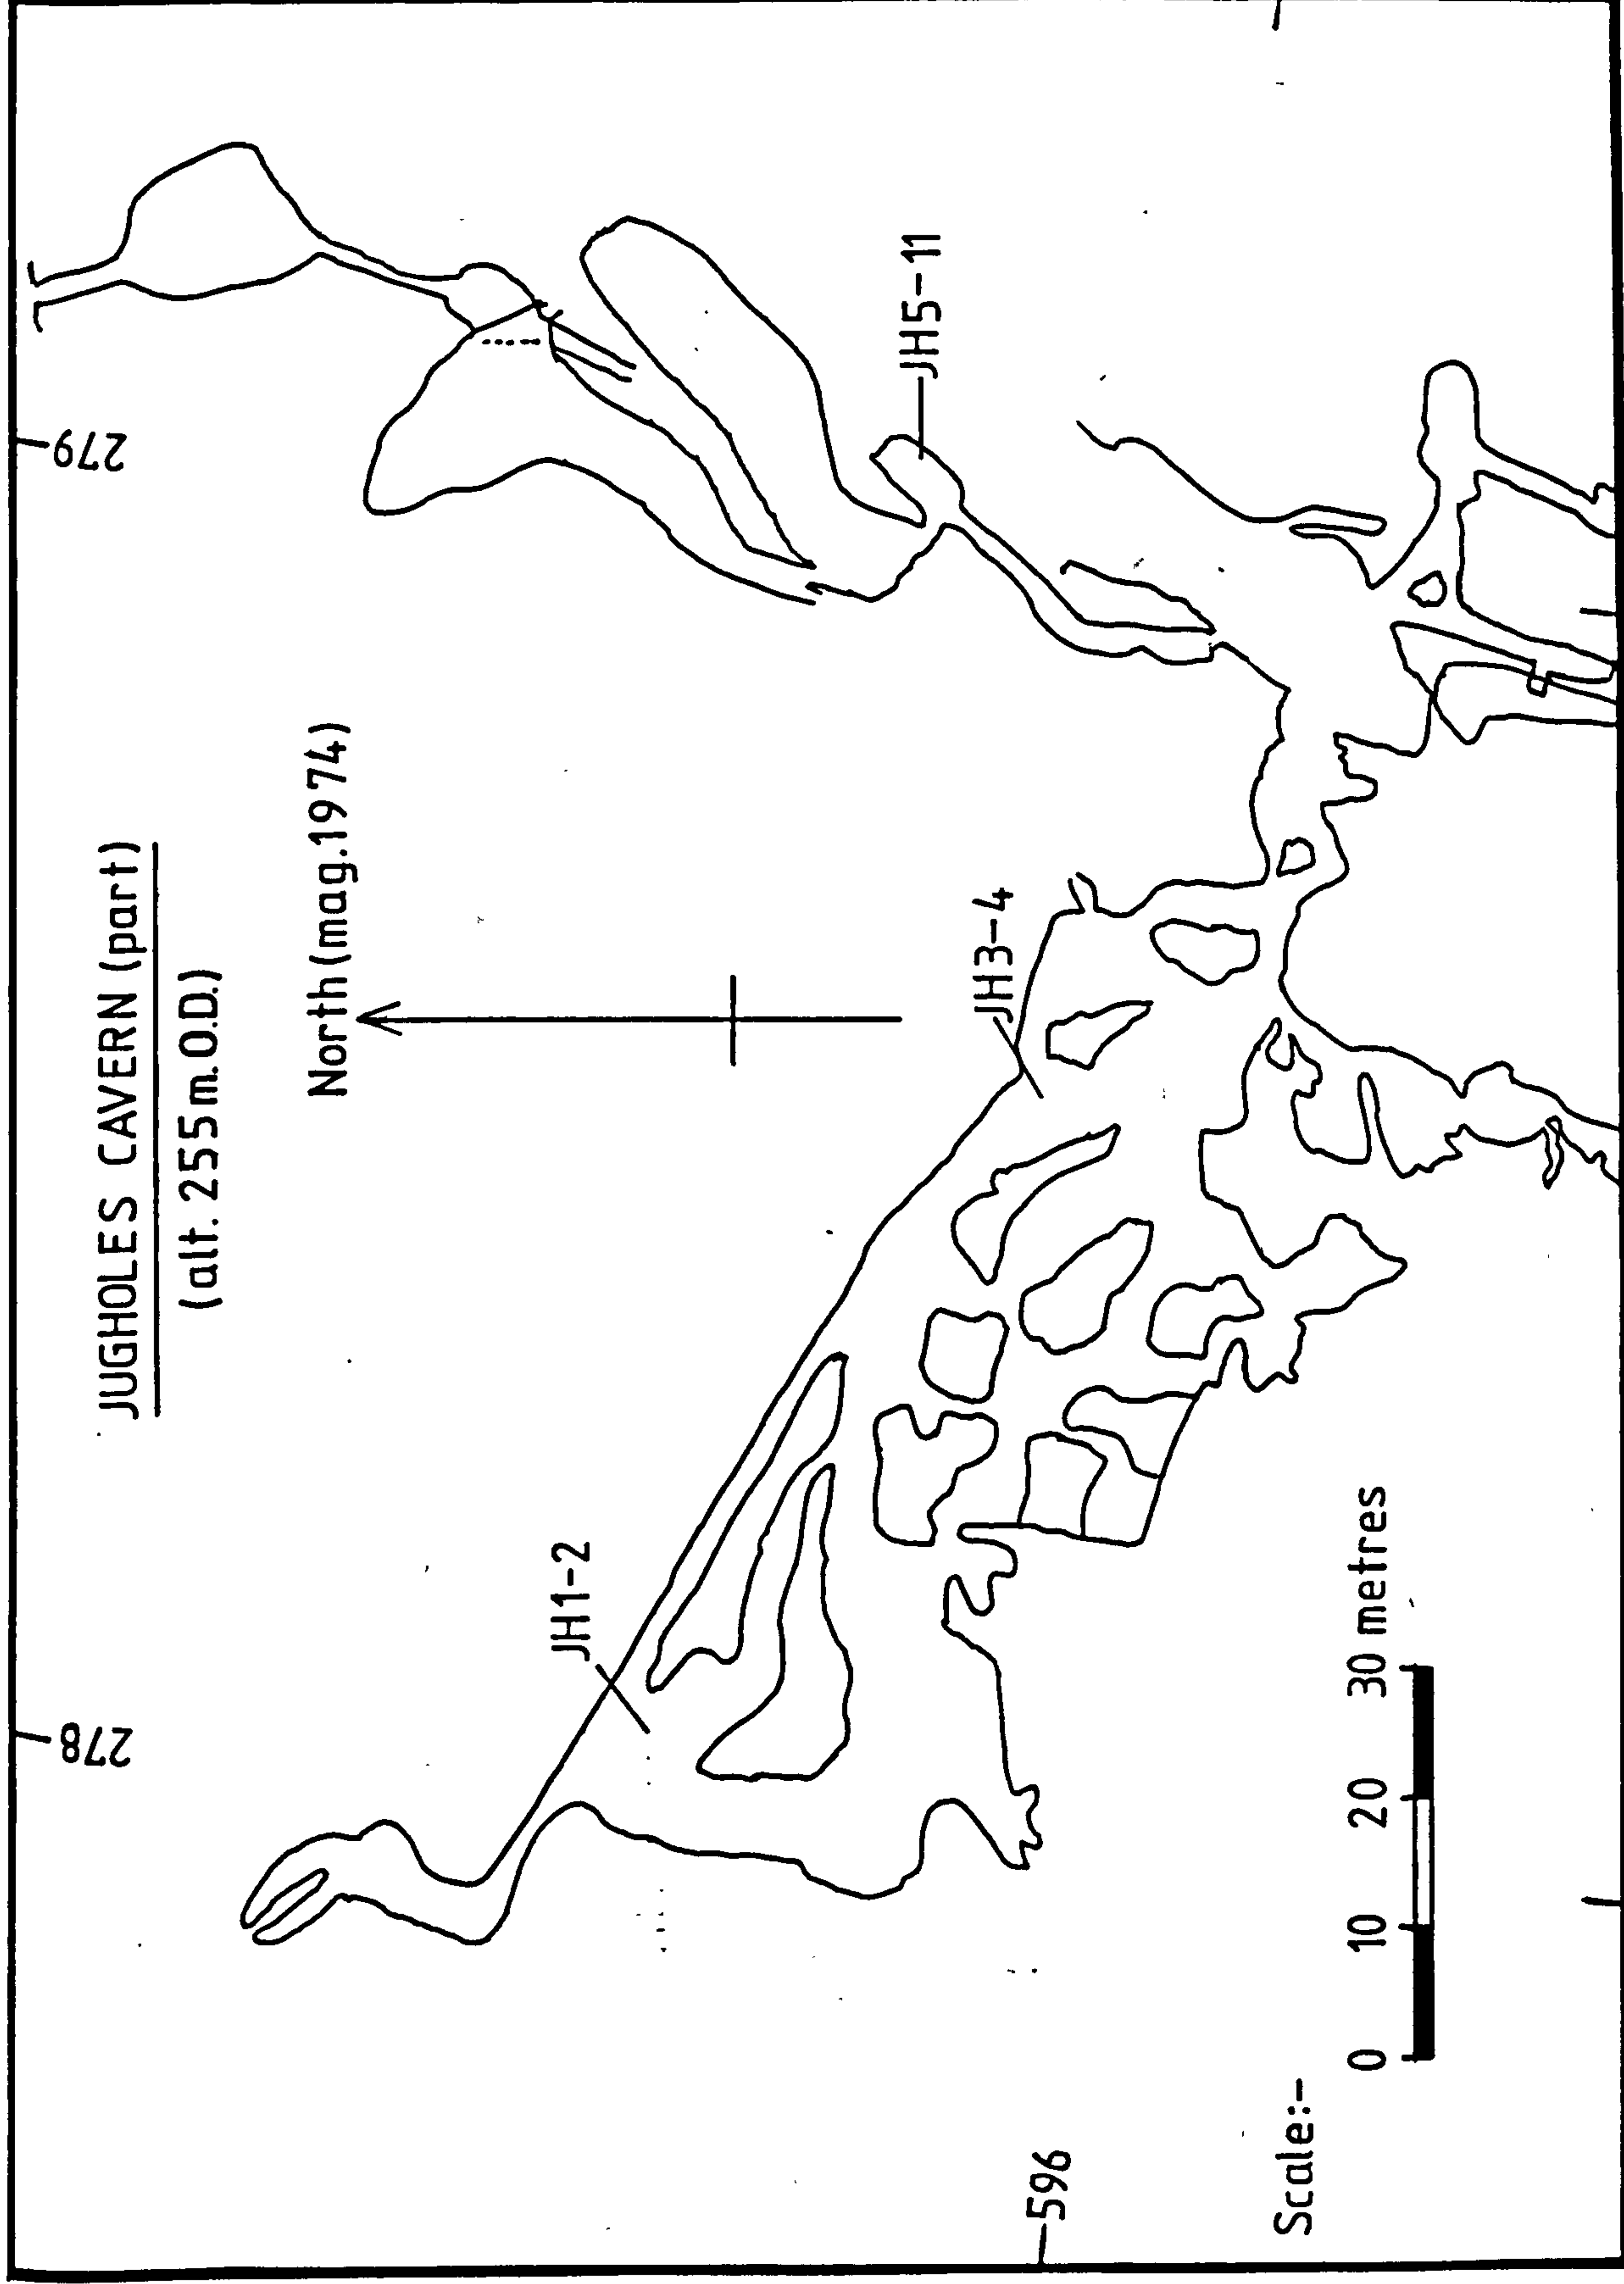 JUGHOLES CAVERN (part)
(alt. 255m.O.D.)
North (mag.1974)
278
279
JH1-2
JH3-4
JH5-11
596
Scale:-
0 10 20 30 metres